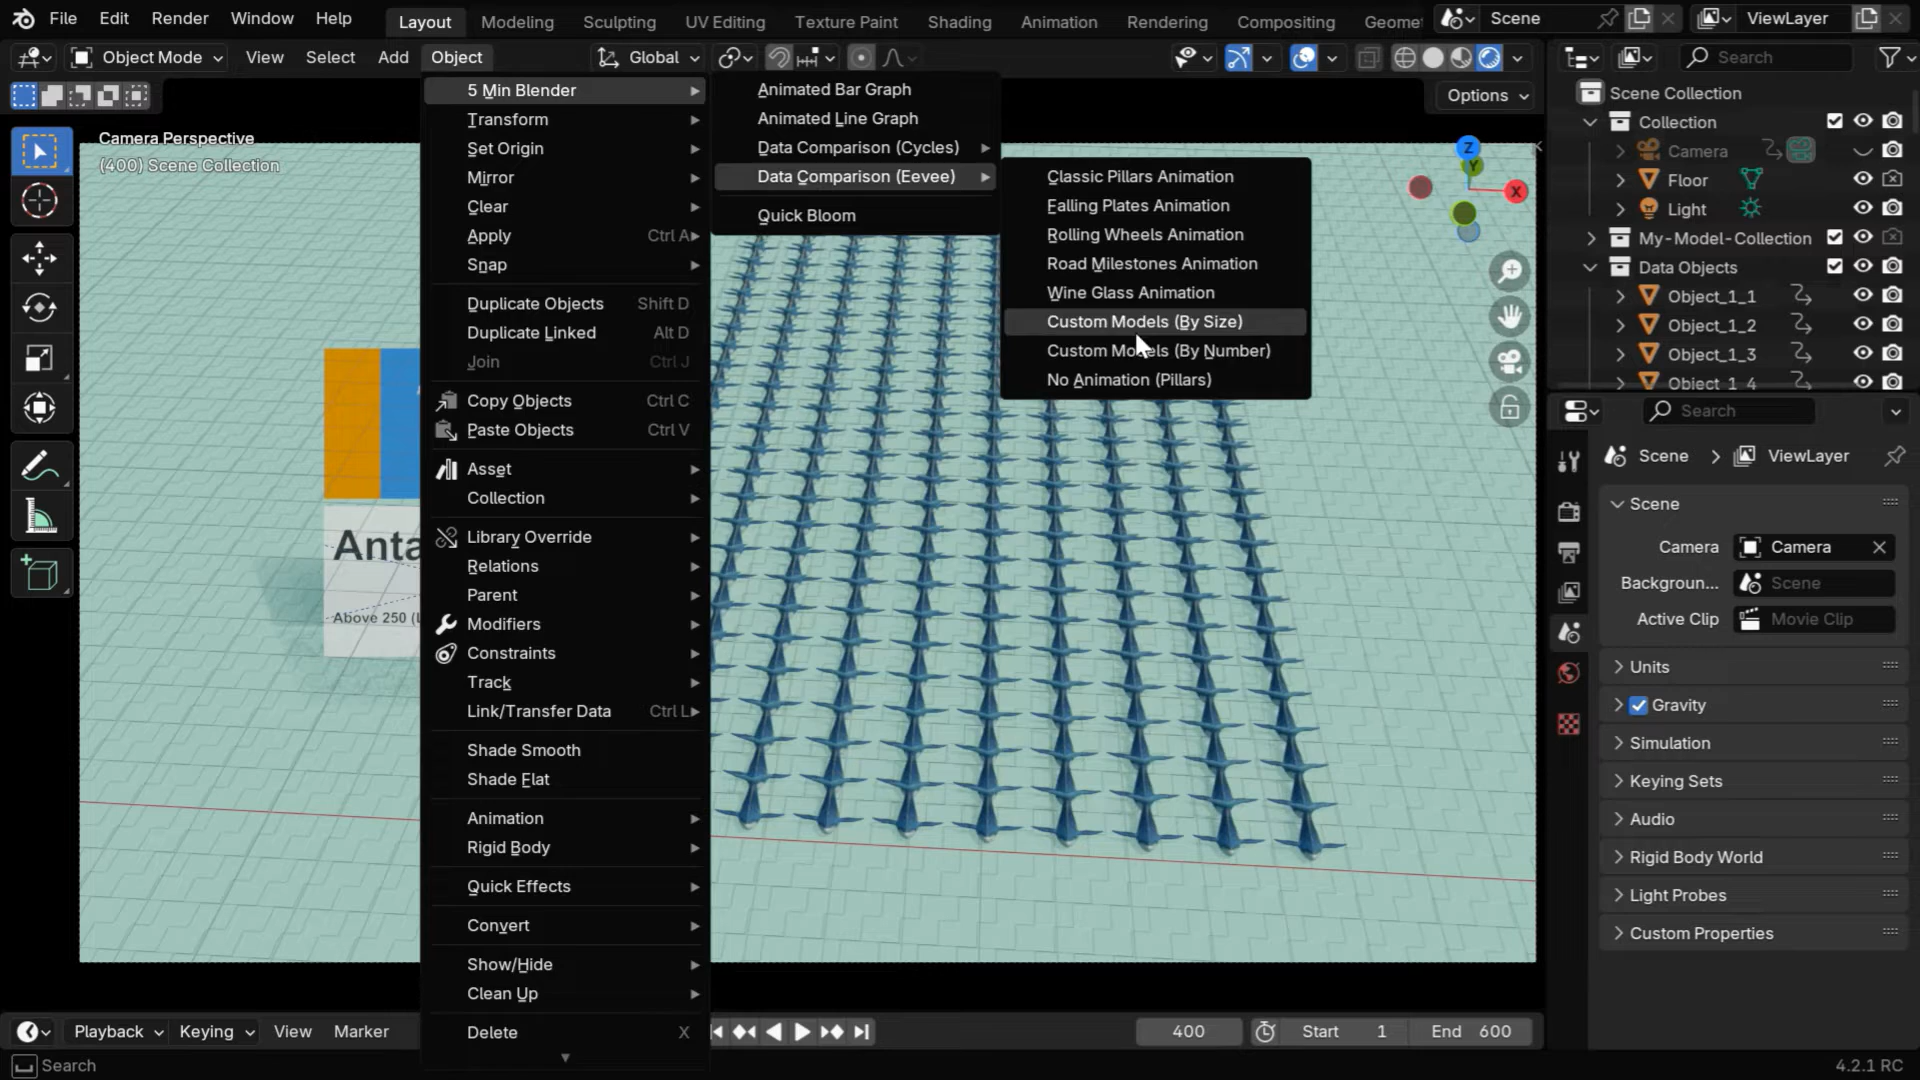 File Edit Render Window Help
Layout Modeling Sculpting UV Editing Texture Paint Shading Animation Rendering Compositing Geome
Scene
ViewLayer
Object Mode View Select Add Object
Global
Search
Options
Camera Perspective
(400) Scene Collection
5 Min Blender
Transform
Set Origin
Mirror
Clear
Apply Ctrl A
Snap
Duplicate Objects Shift D
Duplicate Linked Alt D
Join Ctrl J
Copy Objects Ctrl C
Paste Objects Ctrl V
Asset
Collection
Library Override
Relations
Parent
Modifiers
Constraints
Track
Link/Transfer Data Ctrl L
Shade Smooth
Shade Flat
Animation
Rigid Body
Quick Effects
Convert
Show/Hide
Clean Up
Delete X
Animated Bar Graph
Animated Line Graph
Data Comparison (Cycles)
Data Comparison (Eevee)
Quick Bloom
Classic Pillars Animation
Falling Plates Animation
Rolling Wheels Animation
Road Milestones Animation
Wine Glass Animation
Custom Models (By Size)
Custom Models (By Number)
No Animation (Pillars)
Z
Y
X
Anta
Above 250 (
Scene Collection
Collection
Camera
Floor
Light
My-Model-Collection
Data Objects
Object_1_1
Object_1_2
Object_1_3
Object_1_4
Search
Scene > ViewLayer
Scene
Camera Camera
Backgroun... Scene
Active Clip Movie Clip
Units
Gravity
Simulation
Keying Sets
Audio
Rigid Body World
Light Probes
Custom Properties
Playback Keying View Marker
400
Start 1
End 600
Search
4.2.1 RC